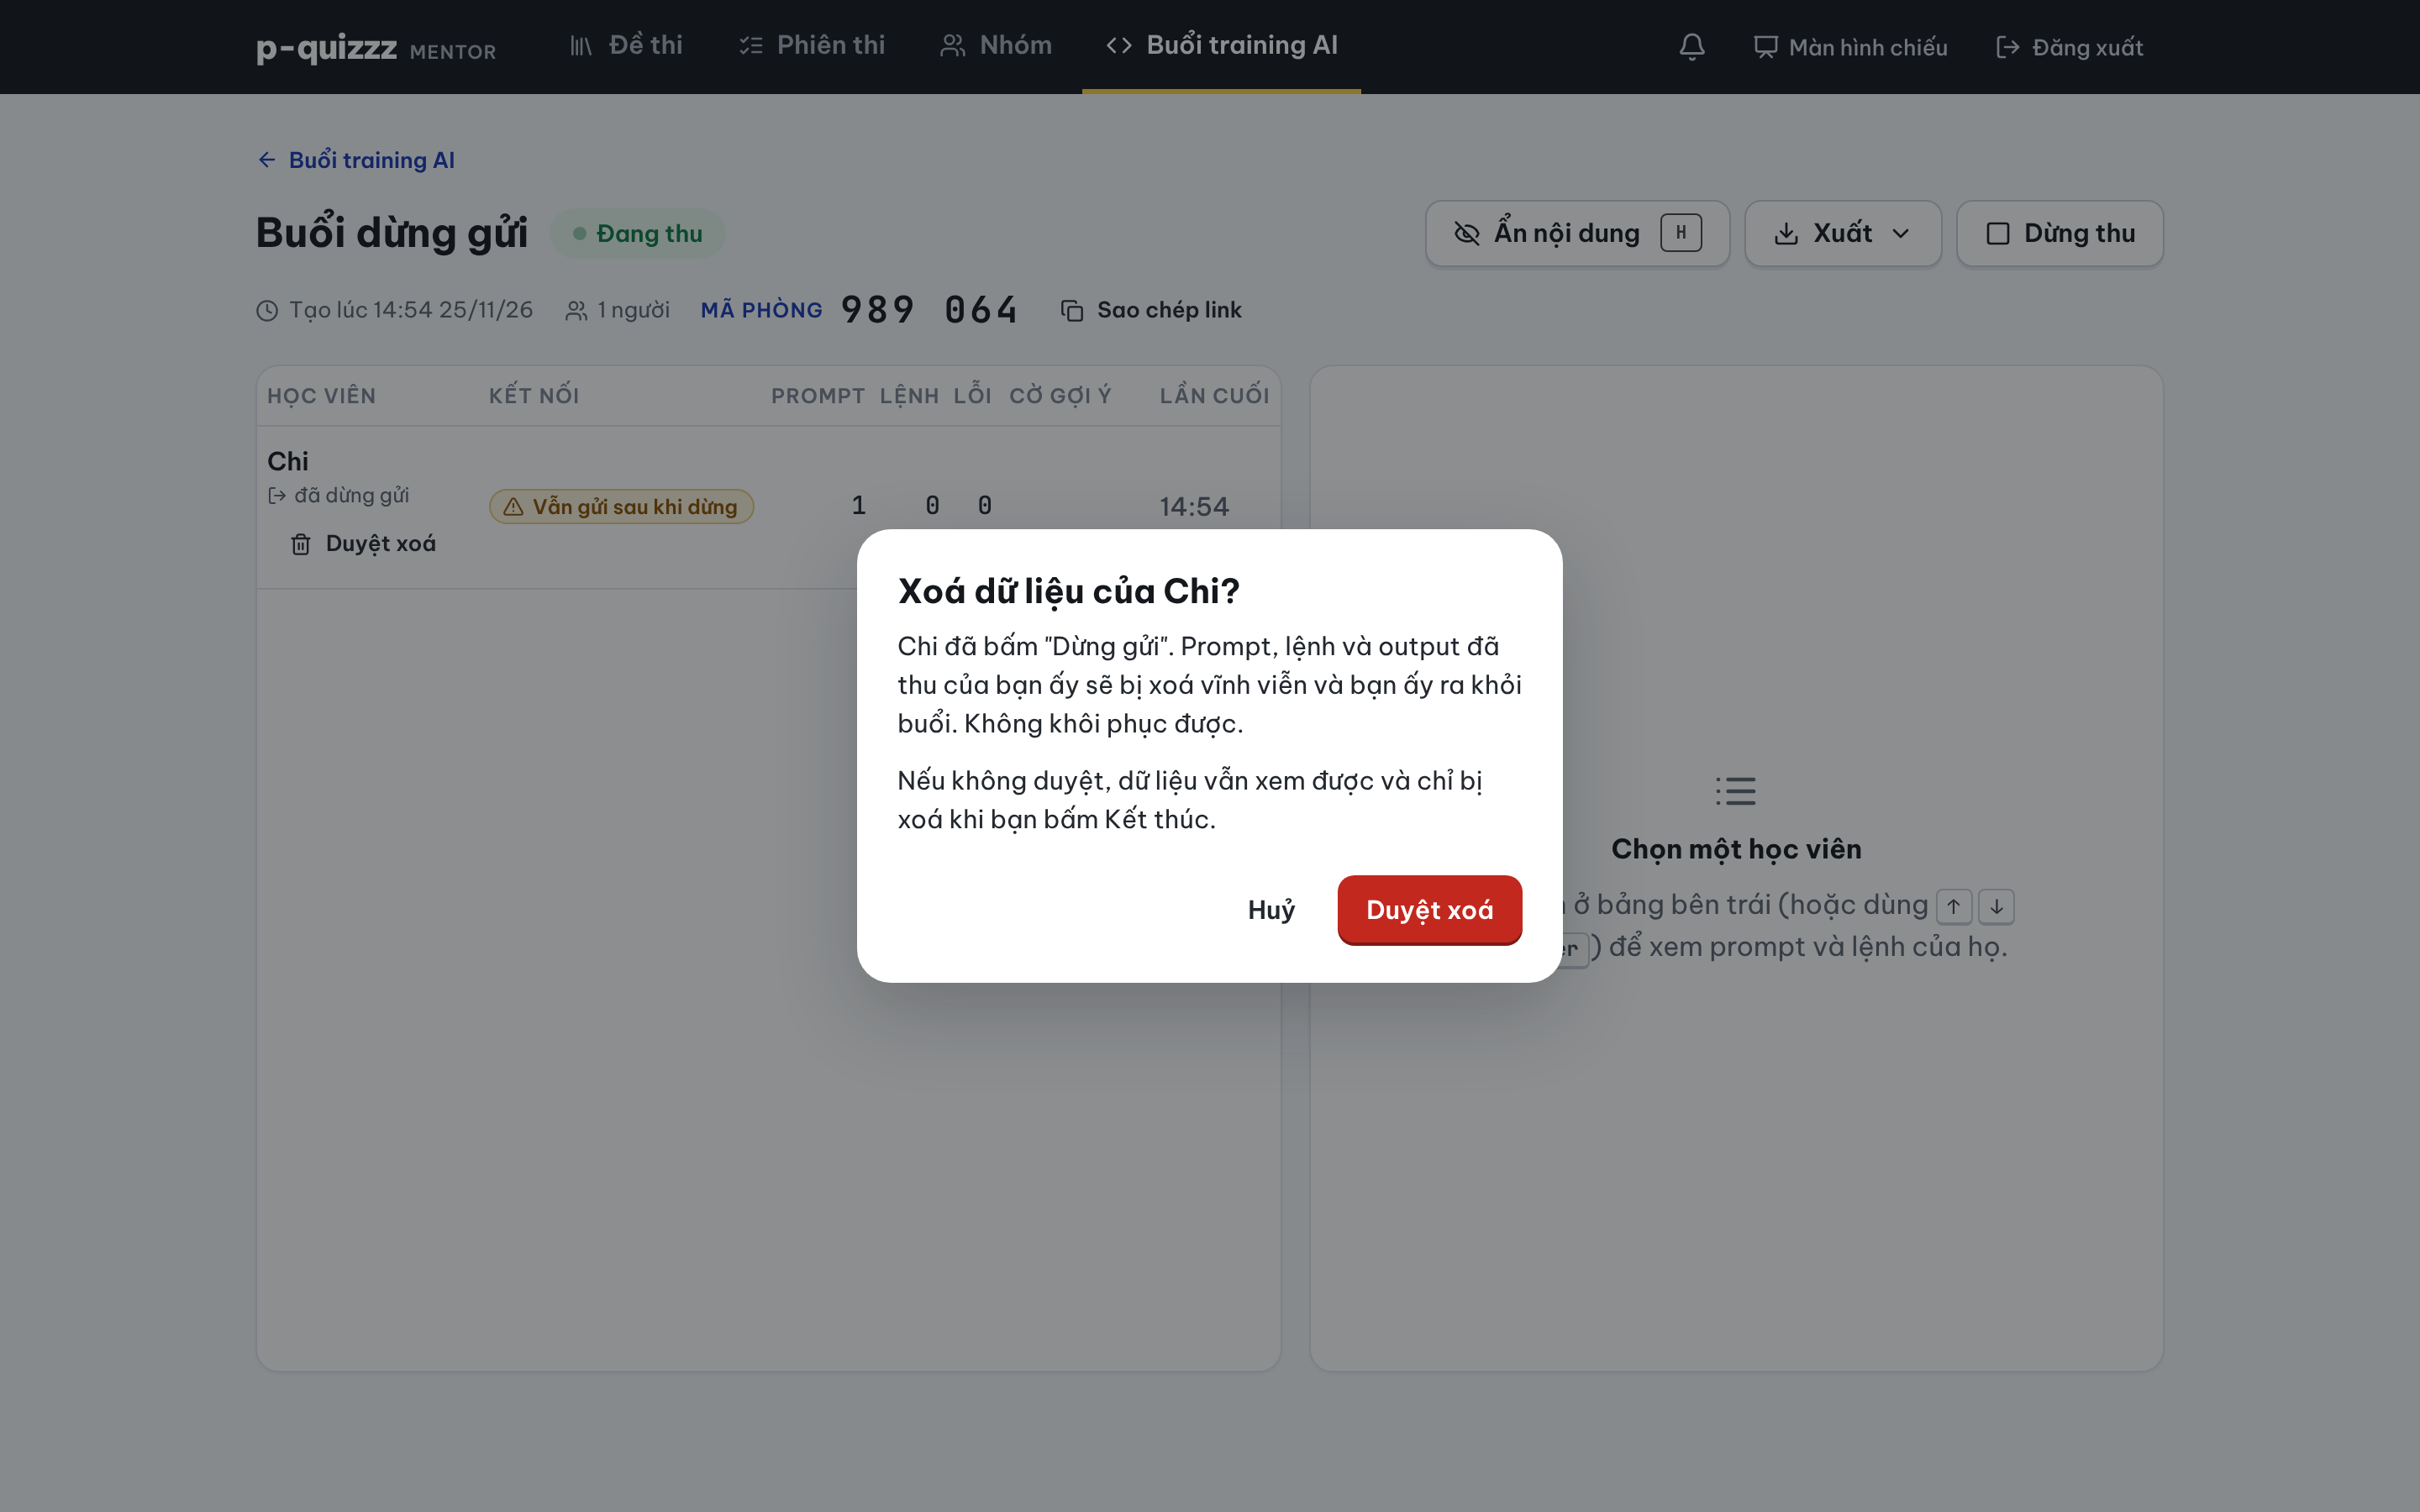 p-quizzz MENTOR
Đề thi
Phiên thi
Nhóm
Buổi training AI
Màn hình chiếu
Đăng xuất
Buổi training AI
Buổi dừng gửi
Đang thu
Ẩn nội dung H
Xuất
Dừng thu
Tạo lúc 14:54 25/11/26
1 người
MÃ PHÒNG 989 064
Sao chép link
HỌC VIÊN KẾT NỐI PROMPT LỆNH LỖI CỜ GỢI Ý LẦN CUỐI
Chi
đã dừng gửi
Vẫn gửi sau khi dừng 1 0 0 14:54
Duyệt xoá
Xoá dữ liệu của Chi?
Chi đã bấm "Dừng gửi". Prompt, lệnh và output đã
thu của bạn ấy sẽ bị xoá vĩnh viễn và bạn ấy ra khỏi
buổi. Không khôi phục được.
Nếu không duyệt, dữ liệu vẫn xem được và chỉ bị
xoá khi bạn bấm Kết thúc.
Huỷ
Duyệt xoá
Chọn một học viên
ở bảng bên trái (hoặc dùng ↑ ↓
) để xem prompt và lệnh của họ.